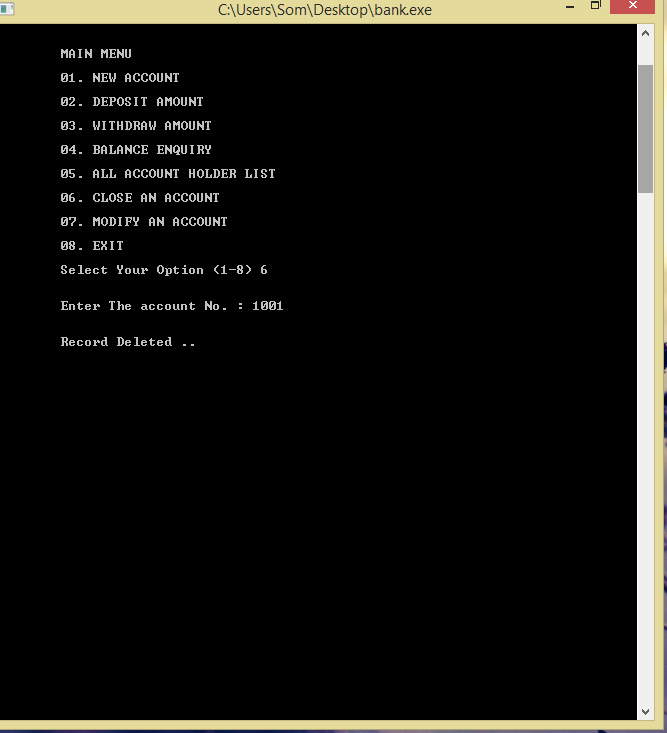 C:\Users\Som\Desktop\bank.exe
MAIN MENU
01. NEW ACCOUNT
02. DEPOSIT AMOUNT
03. WITHDRAW AMOUNT
04. BALANCE ENQUIRY
05. ALL ACCOUNT HOLDER LIST
06. CLOSE AN ACCOUNT
07. MODIFY AN ACCOUNT
08. EXIT
Select Your Option (1-8) 6
Enter The account No. : 1001
Record Deleted ..